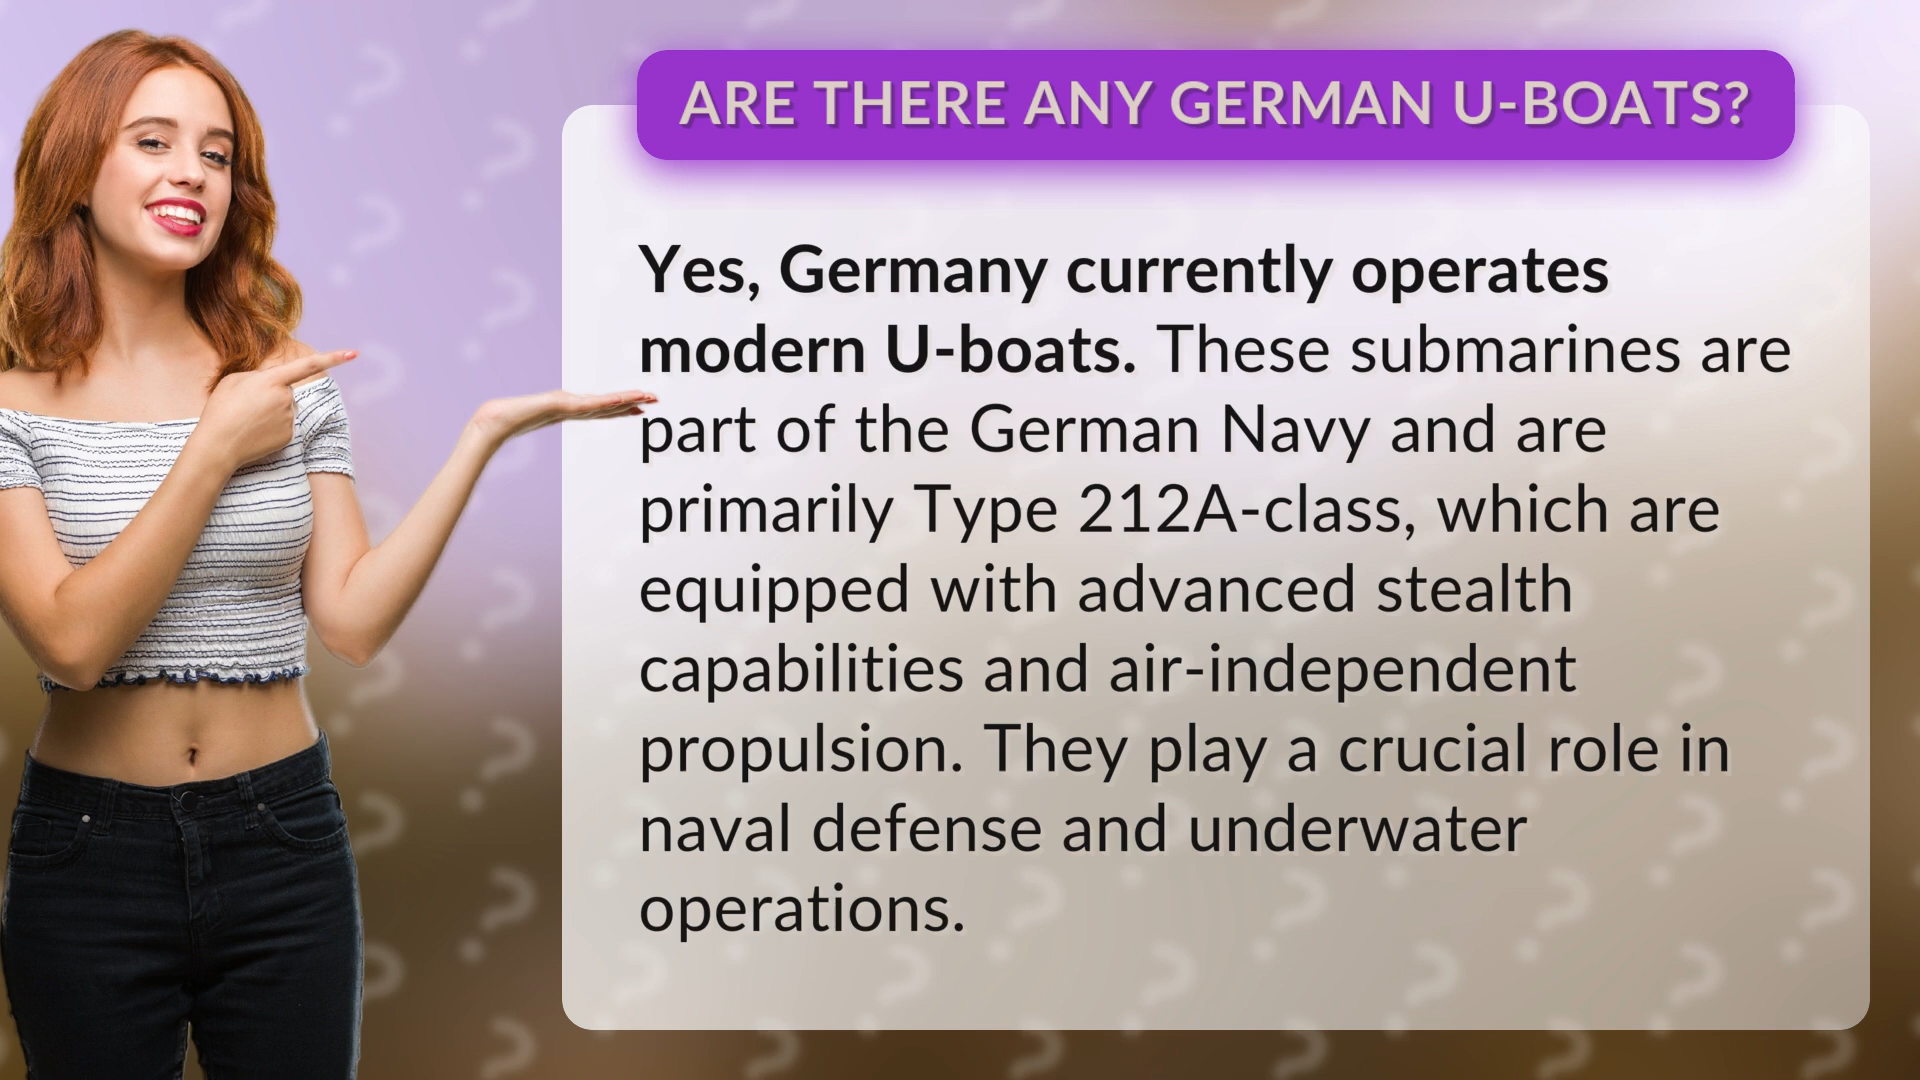 ARE THERE ANY GERMAN U-BOATS?
Yes, Germany currently operates
modern U-boats. These submarines are
part of the German Navy and are
primarily Type 212A-class, which are
equipped with advanced stealth
capabilities and air-independent
propulsion. They play a crucial role in
naval defense and underwater
operations.